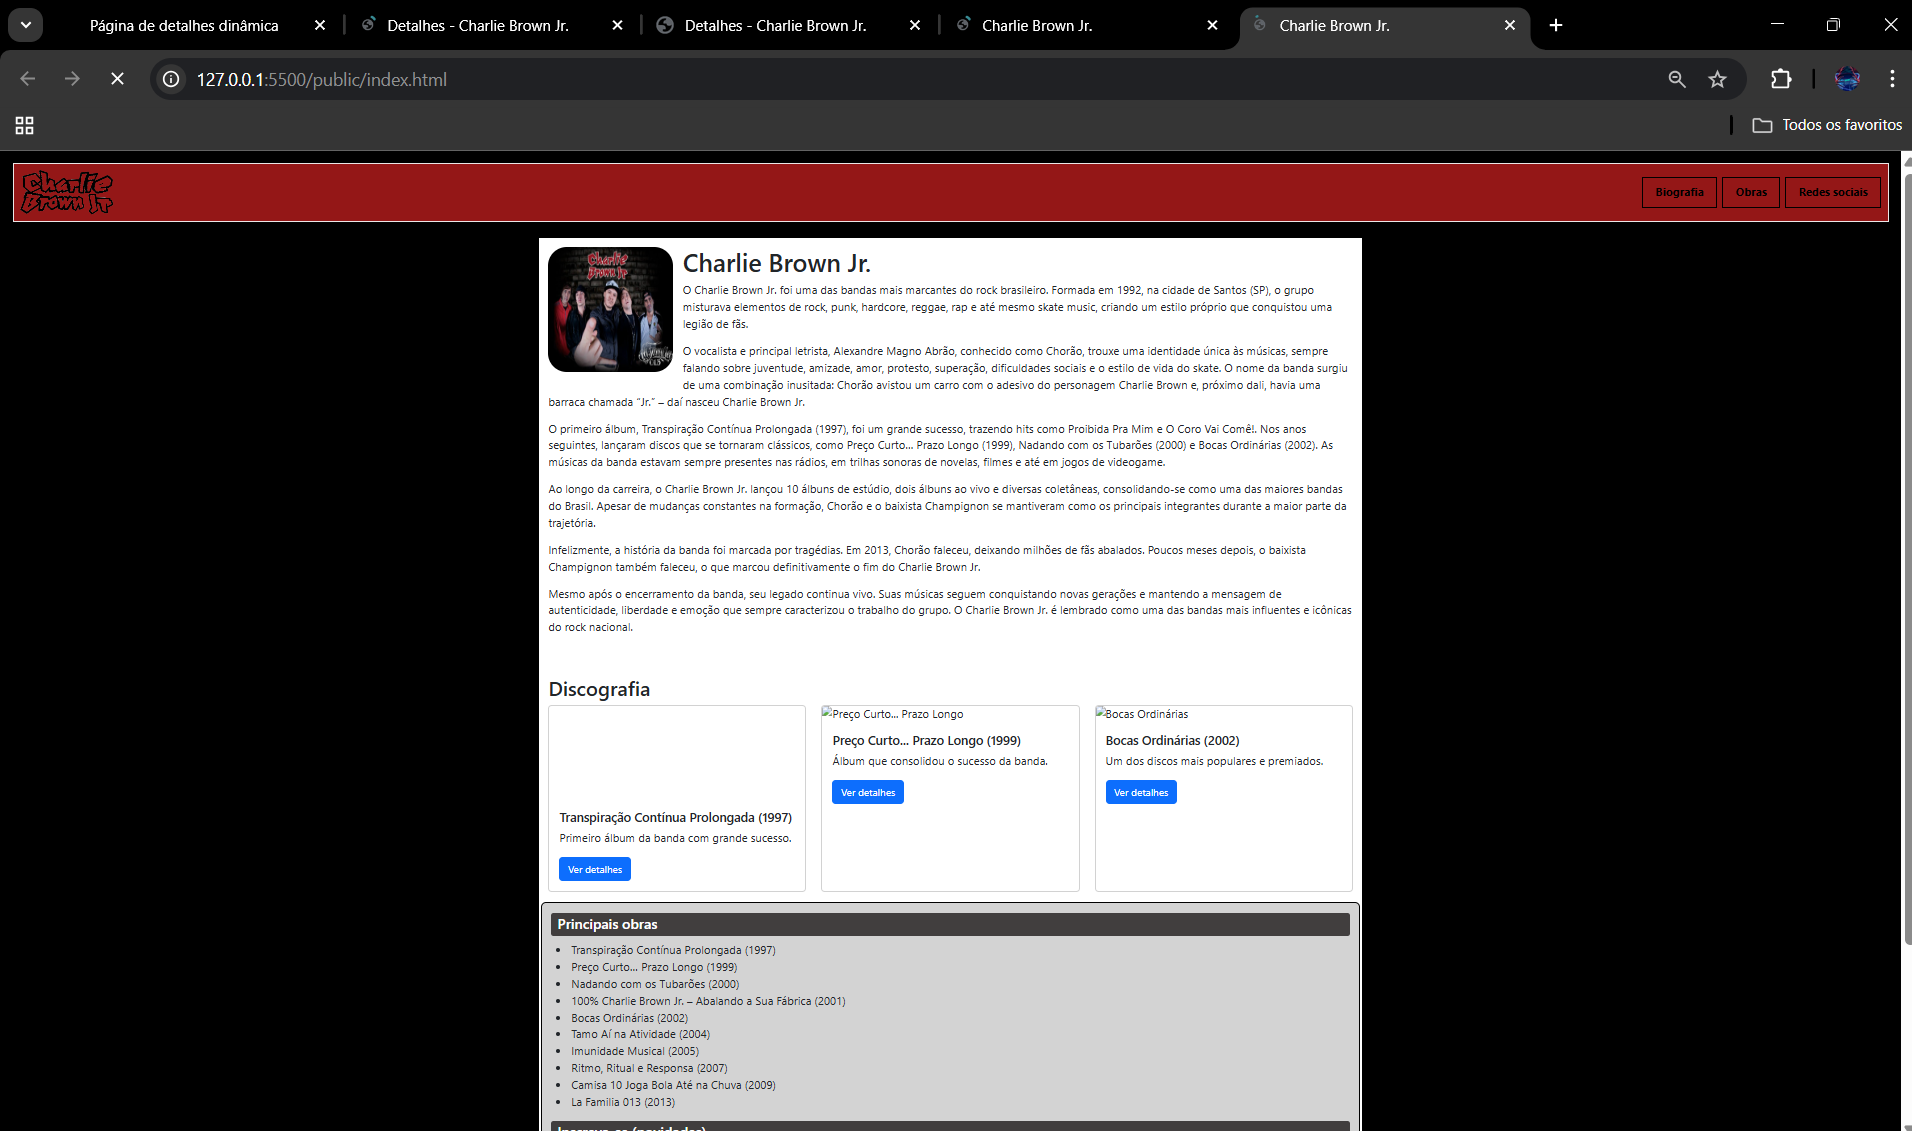 Página de detalhes dinâmica
Detalhes - Charlie Brown Jr.
Detalhes - Charlie Brown Jr.
Charlie Brown Jr.
Charlie Brown Jr.
127.0.0.1:5500/public/index.html
Todos os favoritos
Charlie
Brown Jr
Biografia
Obras
Redes sociais
Charlie
Brown Jr
Charlie Brown Jr.
O Charlie Brown Jr. foi uma das bandas mais marcantes do rock brasileiro. Formada em 1992, na cidade de Santos (SP), o grupo
misturava elementos de rock, punk, hardcore, reggae, rap e até mesmo skate music, criando um estilo próprio que conquistou uma
legião de fãs.
O vocalista e principal letrista, Alexandre Magno Abrão, conhecido como Chorão, trouxe uma identidade única às músicas, sempre
falando sobre juventude, amizade, amor, protesto, superação, dificuldades sociais e o estilo de vida do skate. O nome da banda surgiu
de uma combinação inusitada: Chorão avistou um carro com o adesivo do personagem Charlie Brown e, próximo dali, havia uma
barraca chamada “Jr.” – daí nasceu Charlie Brown Jr.
O primeiro álbum, Transpiração Contínua Prolongada (1997), foi um grande sucesso, trazendo hits como Proibida Pra Mim e O Coro Vai Comê!. Nos anos
seguintes, lançaram discos que se tornaram clássicos, como Preço Curto... Prazo Longo (1999), Nadando com os Tubarões (2000) e Bocas Ordinárias (2002). As
músicas da banda estavam sempre presentes nas rádios, em trilhas sonoras de novelas, filmes e até em jogos de videogame.
Ao longo da carreira, o Charlie Brown Jr. lançou 10 álbuns de estúdio, dois álbuns ao vivo e diversas coletâneas, consolidando-se como uma das maiores bandas
do Brasil. Apesar de mudanças constantes na formação, Chorão e o baixista Champignon se mantiveram como os principais integrantes durante a maior parte da
trajetória.
Infelizmente, a história da banda foi marcada por tragédias. Em 2013, Chorão faleceu, deixando milhões de fãs abalados. Poucos meses depois, o baixista
Champignon também faleceu, o que marcou definitivamente o fim do Charlie Brown Jr.
Mesmo após o encerramento da banda, seu legado continua vivo. Suas músicas seguem conquistando novas gerações e mantendo a mensagem de
autenticidade, liberdade e emoção que sempre caracterizou o trabalho do grupo. O Charlie Brown Jr. é lembrado como uma das bandas mais influentes e icônicas
do rock nacional.
Discografia
Transpiração Contínua Prolongada (1997)
Primeiro álbum da banda com grande sucesso.
Ver detalhes
Preço Curto... Prazo Longo
Preço Curto... Prazo Longo (1999)
Álbum que consolidou o sucesso da banda.
Ver detalhes
Bocas Ordinárias
Bocas Ordinárias (2002)
Um dos discos mais populares e premiados.
Ver detalhes
Principais obras
Transpiração Contínua Prolongada (1997)
Preço Curto... Prazo Longo (1999)
Nadando com os Tubarões (2000)
100% Charlie Brown Jr. – Abalando a Sua Fábrica (2001)
Bocas Ordinárias (2002)
Tamo Aí na Atividade (2004)
Imunidade Musical (2005)
Ritmo, Ritual e Responsa (2007)
Camisa 10 Joga Bola Até na Chuva (2009)
La Familia 013 (2013)
Inscreva-se (novidades)